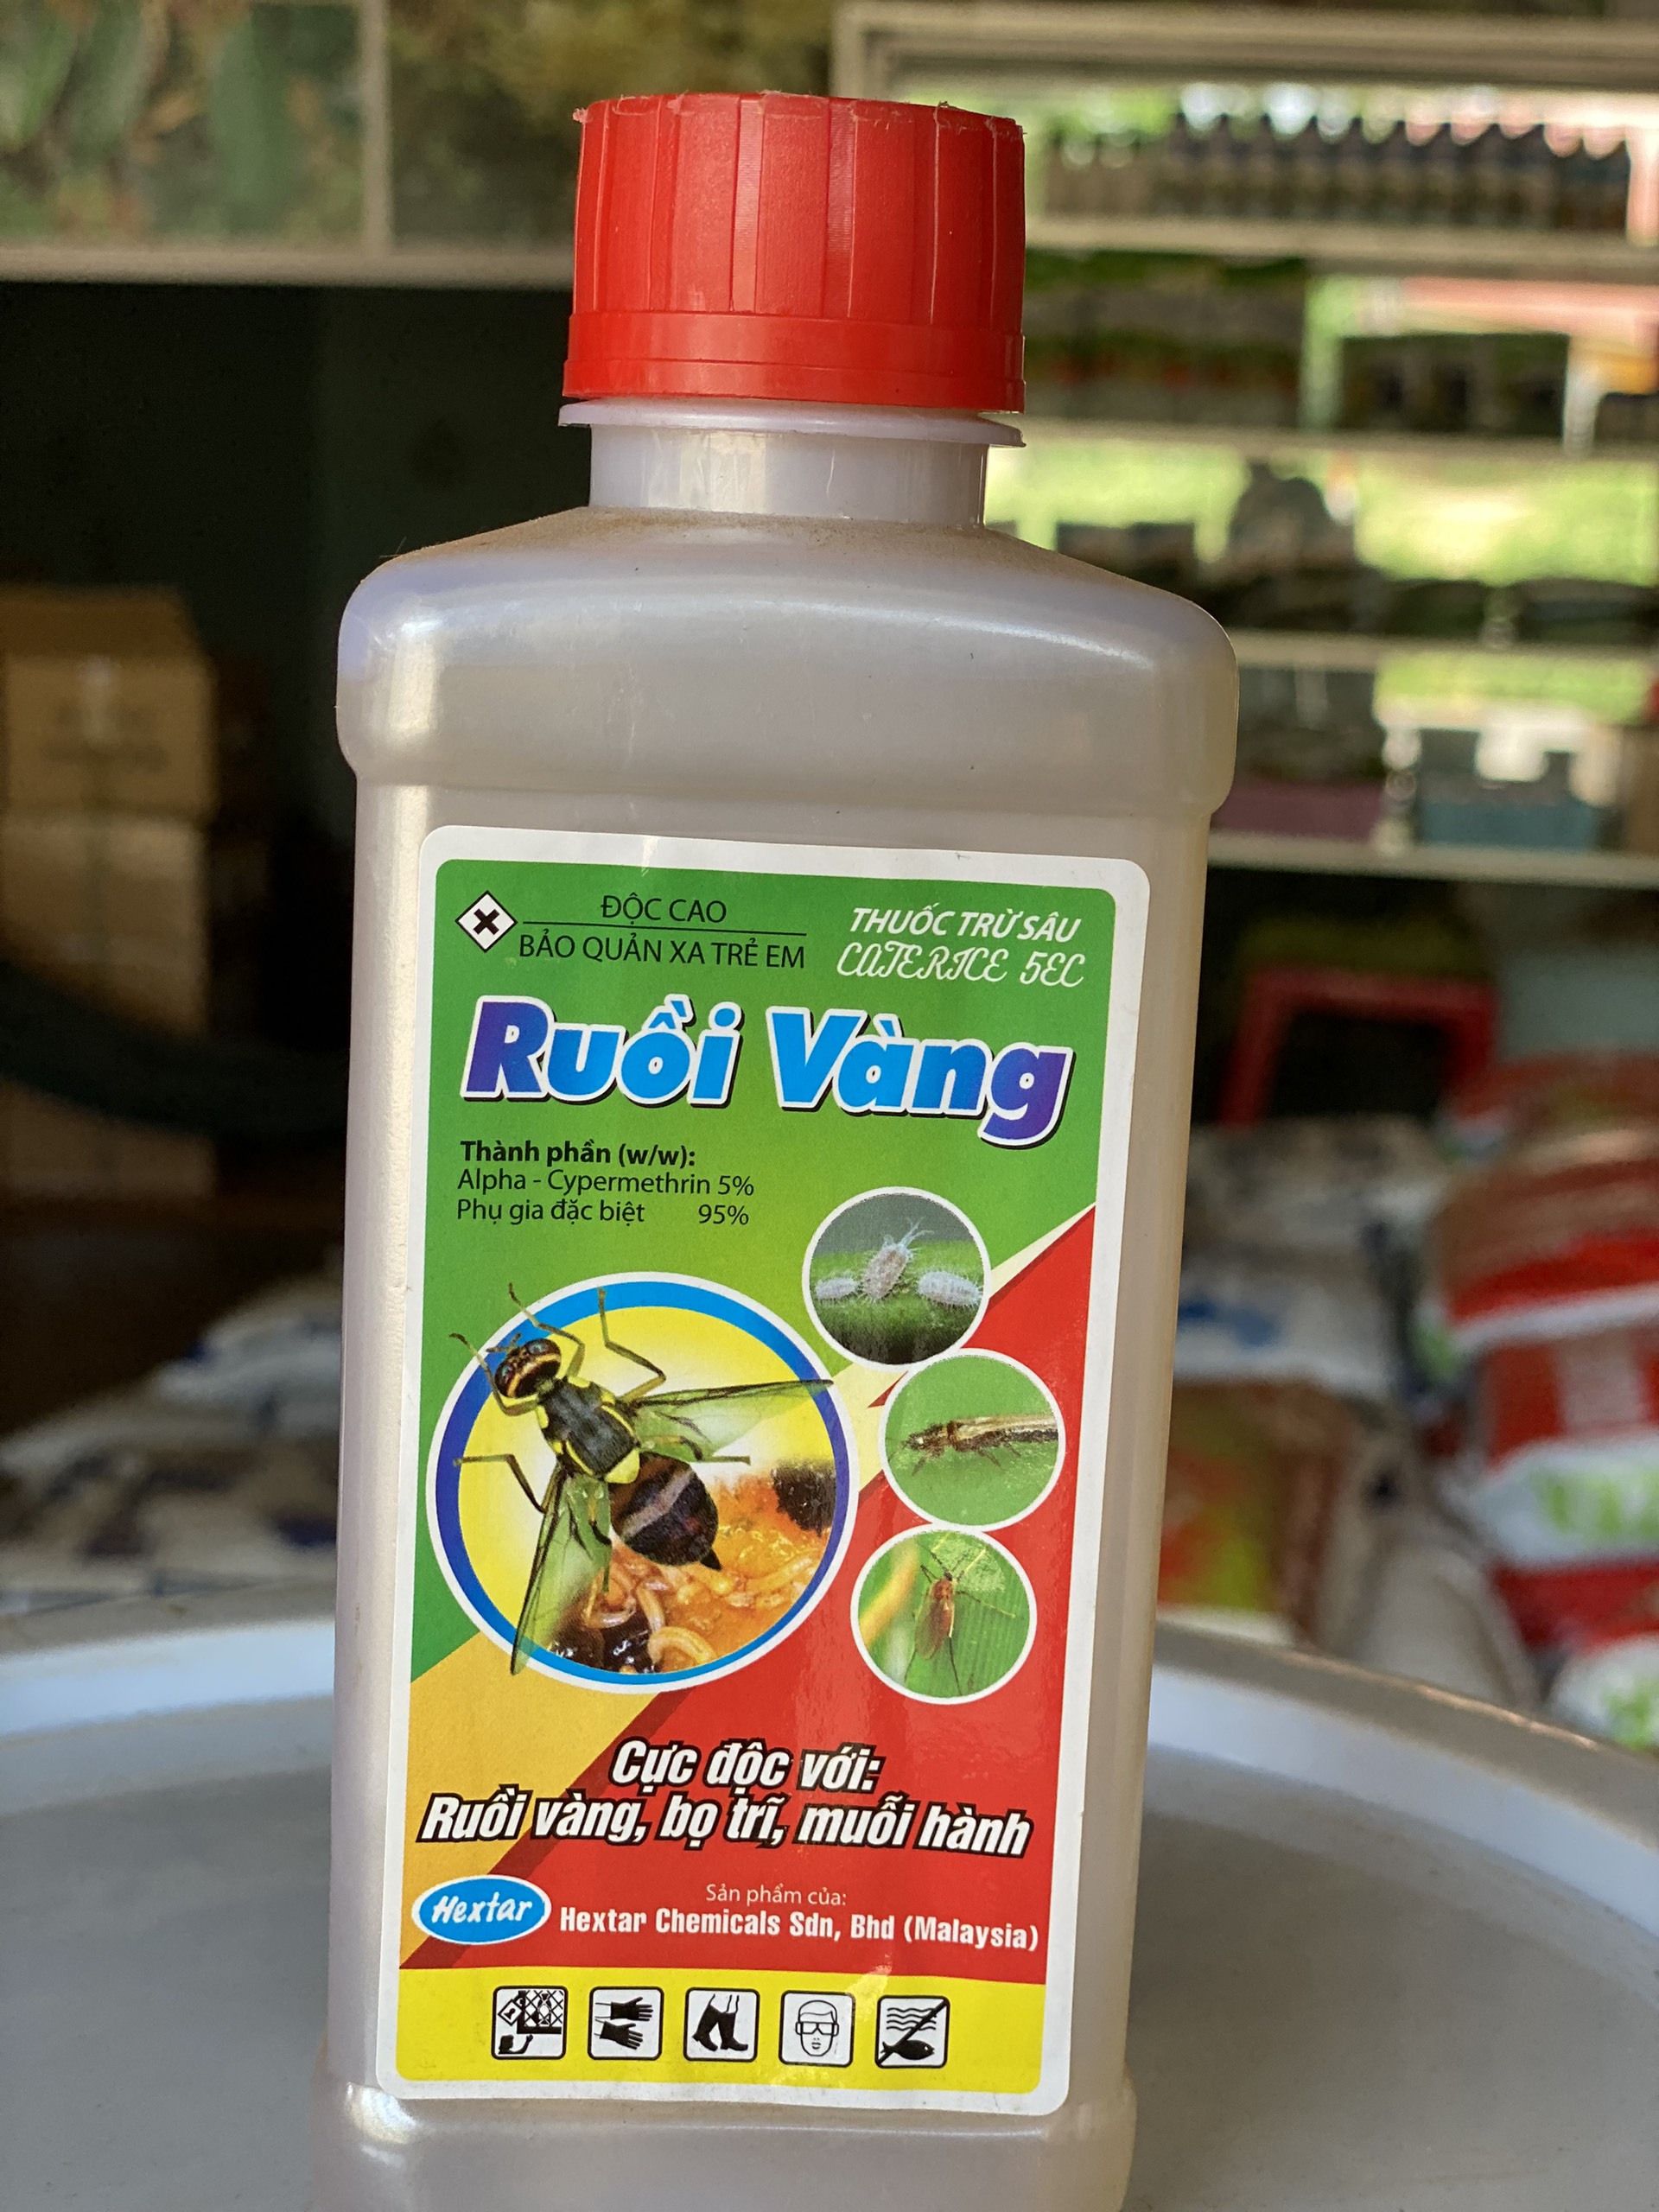 ĐỘC CAO
BẢO QUẢN XA TRẺ EM
THUỐC TRỪ SÂU
CATERICE 5EC
Ruồi Vàng
Thành phần (w/w):
Alpha - Cypermethrin 5%
Phụ gia đặc biệt 95%
Cực độc với:
Ruồi vàng, bọ trĩ, muỗi hành
Hextar
Sản phẩm của:
Hextar Chemicals Sdn, Bhd (Malaysia)